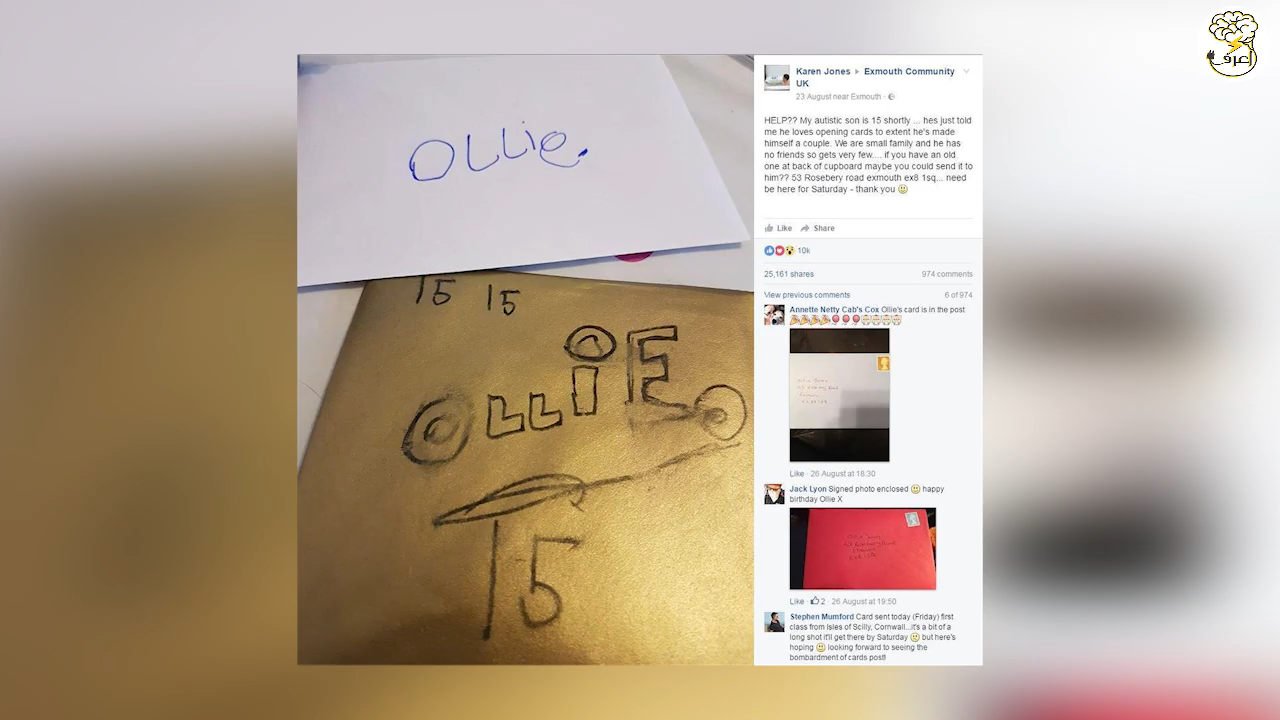 اعرف
OLLIE.
15 15
OLLIE.
15
Karen Jones ▸ Exmouth Community
UK
23 August near Exmouth ·
HELP?? My autistic son is 15 shortly ... hes just told
me he loves opening cards to extent he's made
himself a couple. We are small family and he has
no friends so gets very few.... if you have an old
one at back of cupboard maybe you could send it to
him?? 53 Rosebery road exmouth ex8 1sq... need
be here for Saturday - thank you 🙂
Like Share
10k
25,161 shares 974 comments
View previous comments 6 of 974
Annette Netty Cab's Cox Ollie's card is in the post
Like · 26 August at 18:30
Jack Lyon Signed photo enclosed 🙂 happy
birthday Ollie X
Like · 2 · 26 August at 19:50
Stephen Mumford Card sent today (Friday) first
class from Isles of Scilly, Cornwall...it's a bit of a
long shot it'll get there by Saturday 🙂 but here's
hoping 🙂 looking forward to seeing the
bombardment of cards post!